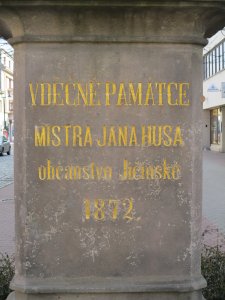 VDĚČNÉ PAMÁTCE
MISTRA JANA HUSA
občanstvo Jičínské
1872.